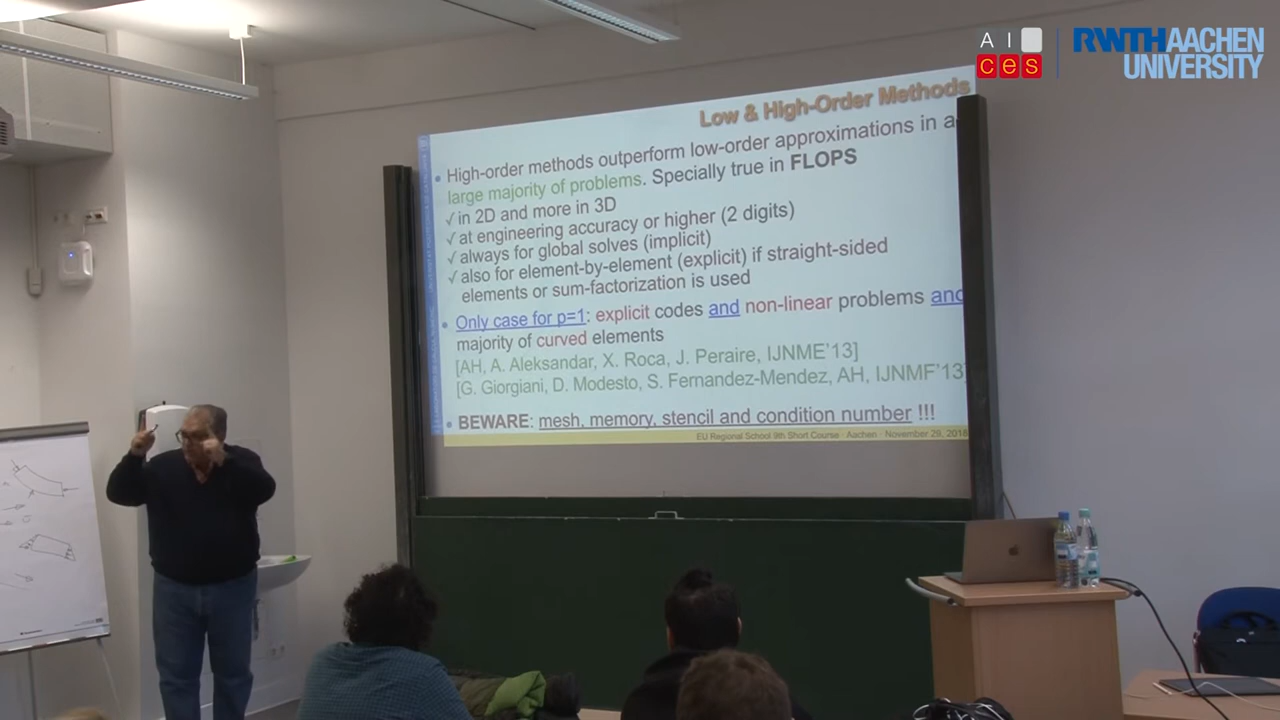 AI
ces
RWTHAACHEN
UNIVERSITY
Low & High-Order Methods
• High-order methods outperform low-order approximations in a
large majority of problems. Specially true in FLOPS
✓ in 2D and more in 3D
✓ at engineering accuracy or higher (2 digits)
✓ always for global solves (implicit)
✓ also for element-by-element (explicit) if straight-sided
elements or sum-factorization is used
• Only case for p=1: explicit codes and non-linear problems and
majority of curved elements
[AH, A. Aleksandar, X. Roca, J. Peraire, IJNME'13]
[G. Giorgiani, D. Modesto, S. Fernandez-Mendez, AH, IJNMF'13]
• BEWARE: mesh, memory, stencil and condition number !!!
EU Regional School 9th Short Course · Aachen · November 29, 2018